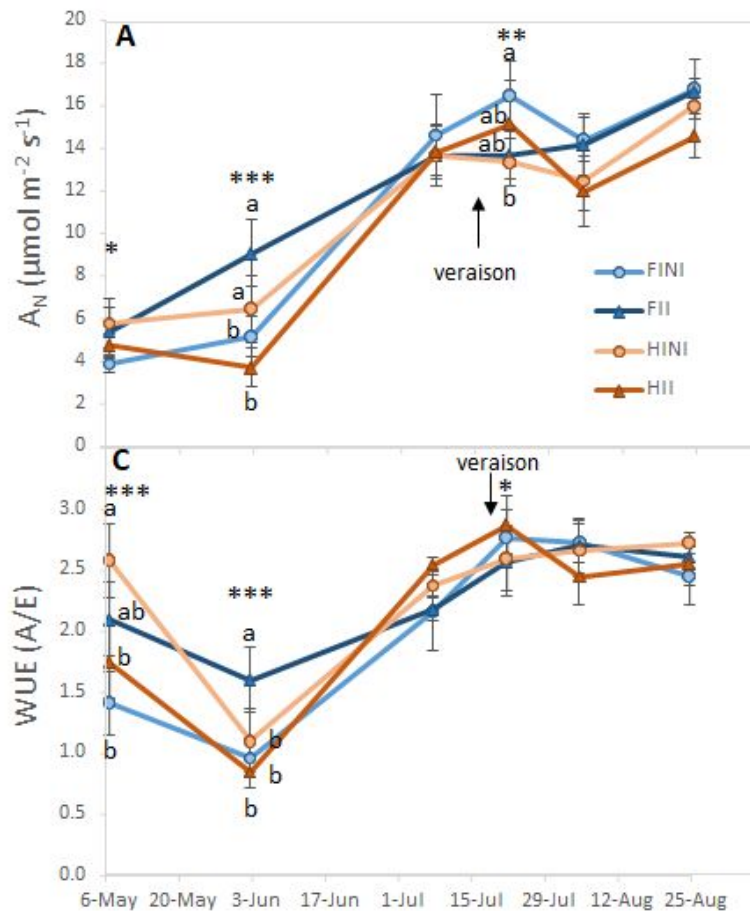 A
20
18
16
14
12
10
8
6
4
2
0
A_N (µmol m⁻² s⁻¹)
*
***
a
a
b
b
**
a
ab
ab
b
veraison
FINI
FII
HINI
HII
C
3.0
2.5
2.0
1.5
1.0
0.5
0.0
WUE (A/E)
***
a
ab
b
b
***
a
b
b
b
veraison
*
6-May 20-May 3-Jun 17-Jun 1-Jul 15-Jul 29-Jul 12-Aug 25-Aug